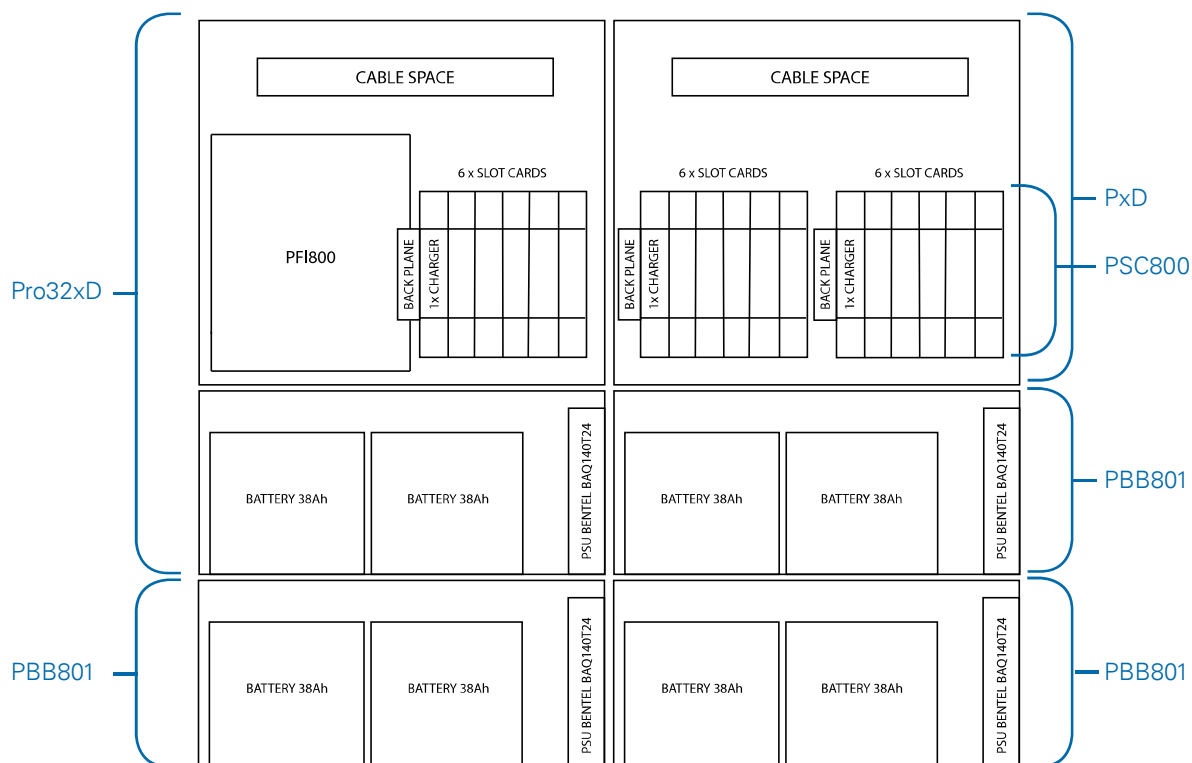 CABLE SPACE
CABLE SPACE
6 x SLOT CARDS
6 x SLOT CARDS
6 x SLOT CARDS
PxD
PFI800
BACK PLANE
1x CHARGER
BACK PLANE
1x CHARGER
BACK PLANE
1x CHARGER
PSC800
Pro32xD
BATTERY 38Ah
BATTERY 38Ah
PSU BENTEL BAQ140T24
BATTERY 38Ah
BATTERY 38Ah
PSU BENTEL BAQ140T24
PBB801
PBB801
BATTERY 38Ah
BATTERY 38Ah
PSU BENTEL BAQ140T24
BATTERY 38Ah
BATTERY 38Ah
PSU BENTEL BAQ140T24
PBB801